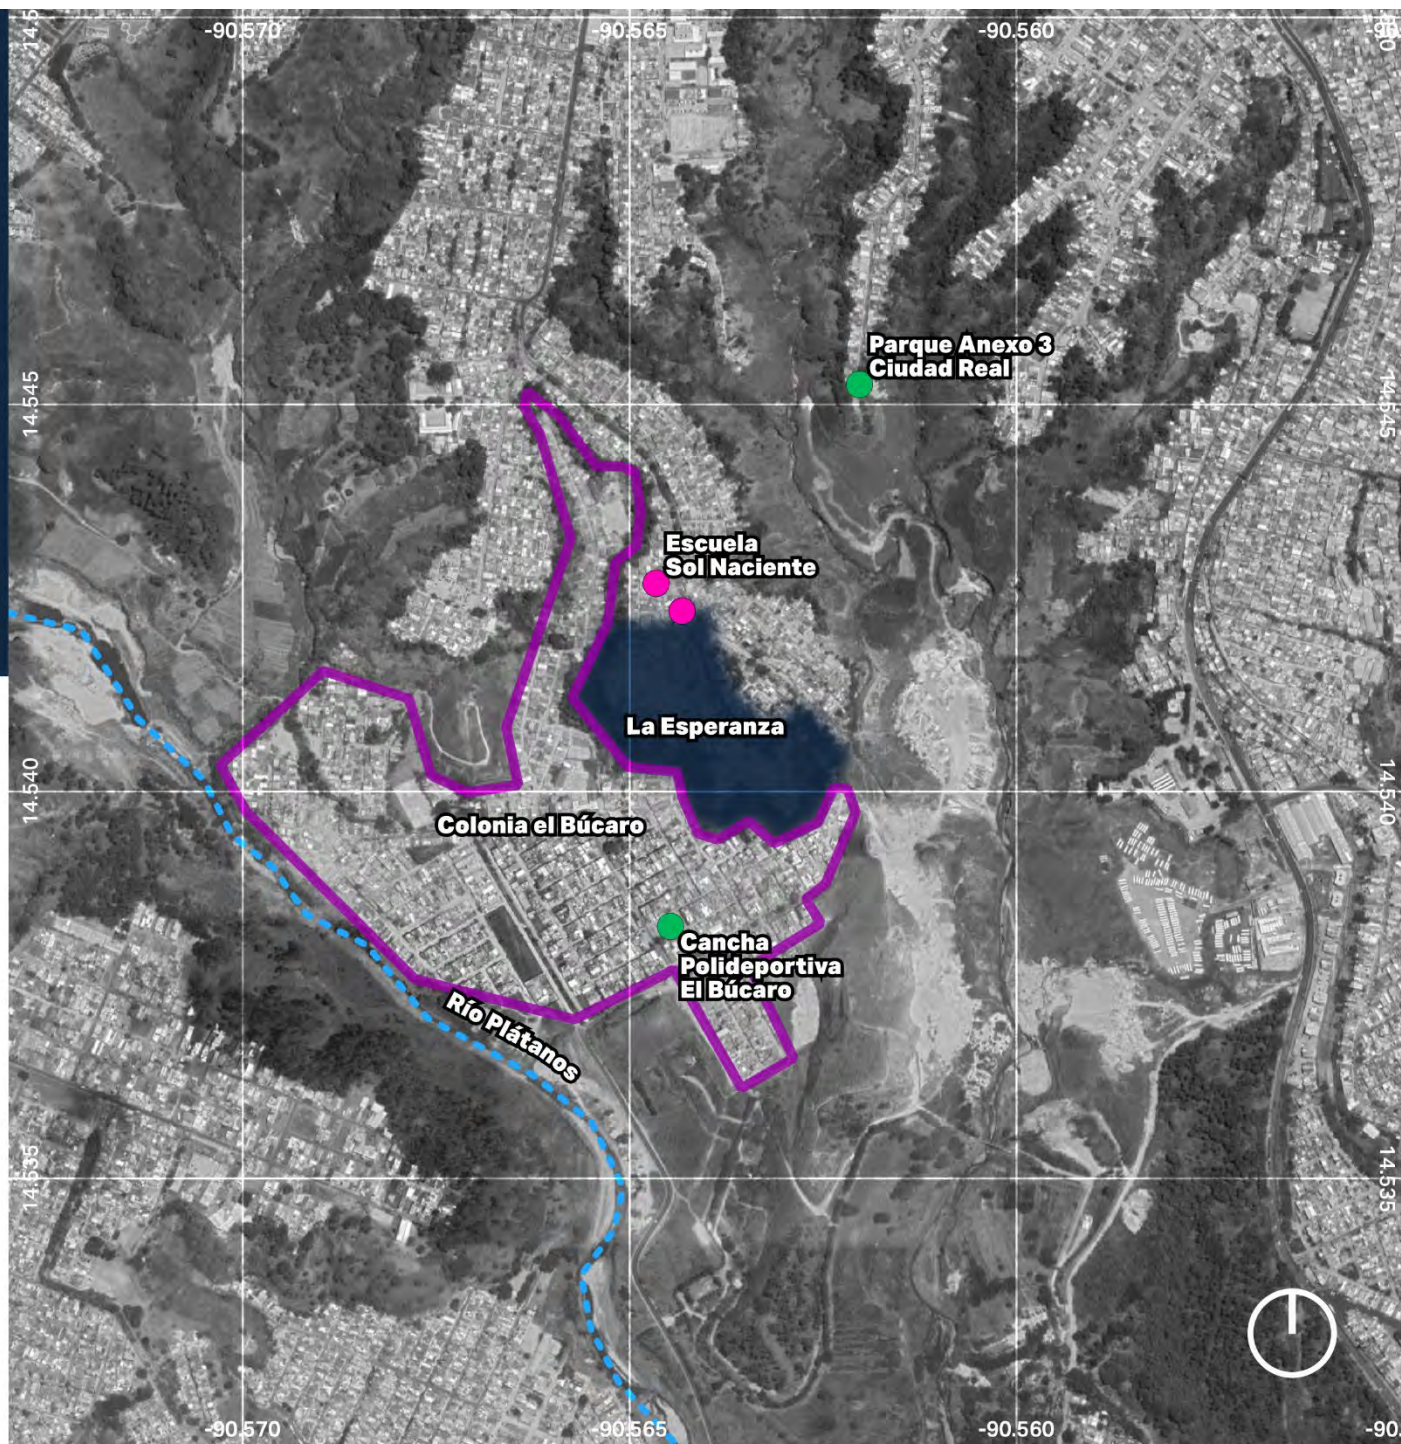 -90.570
-90.565
-90.560
Parque Anexo 3
Ciudad Real
14.545
14.545
Escuela
Sol Naciente
La Esperanza
14.540
14.540
Colonia el Búcaro
Cancha
Polideportiva
El Búcaro
Río Plátanos
14.535
14.535
-90.570
-90.565
-90.560